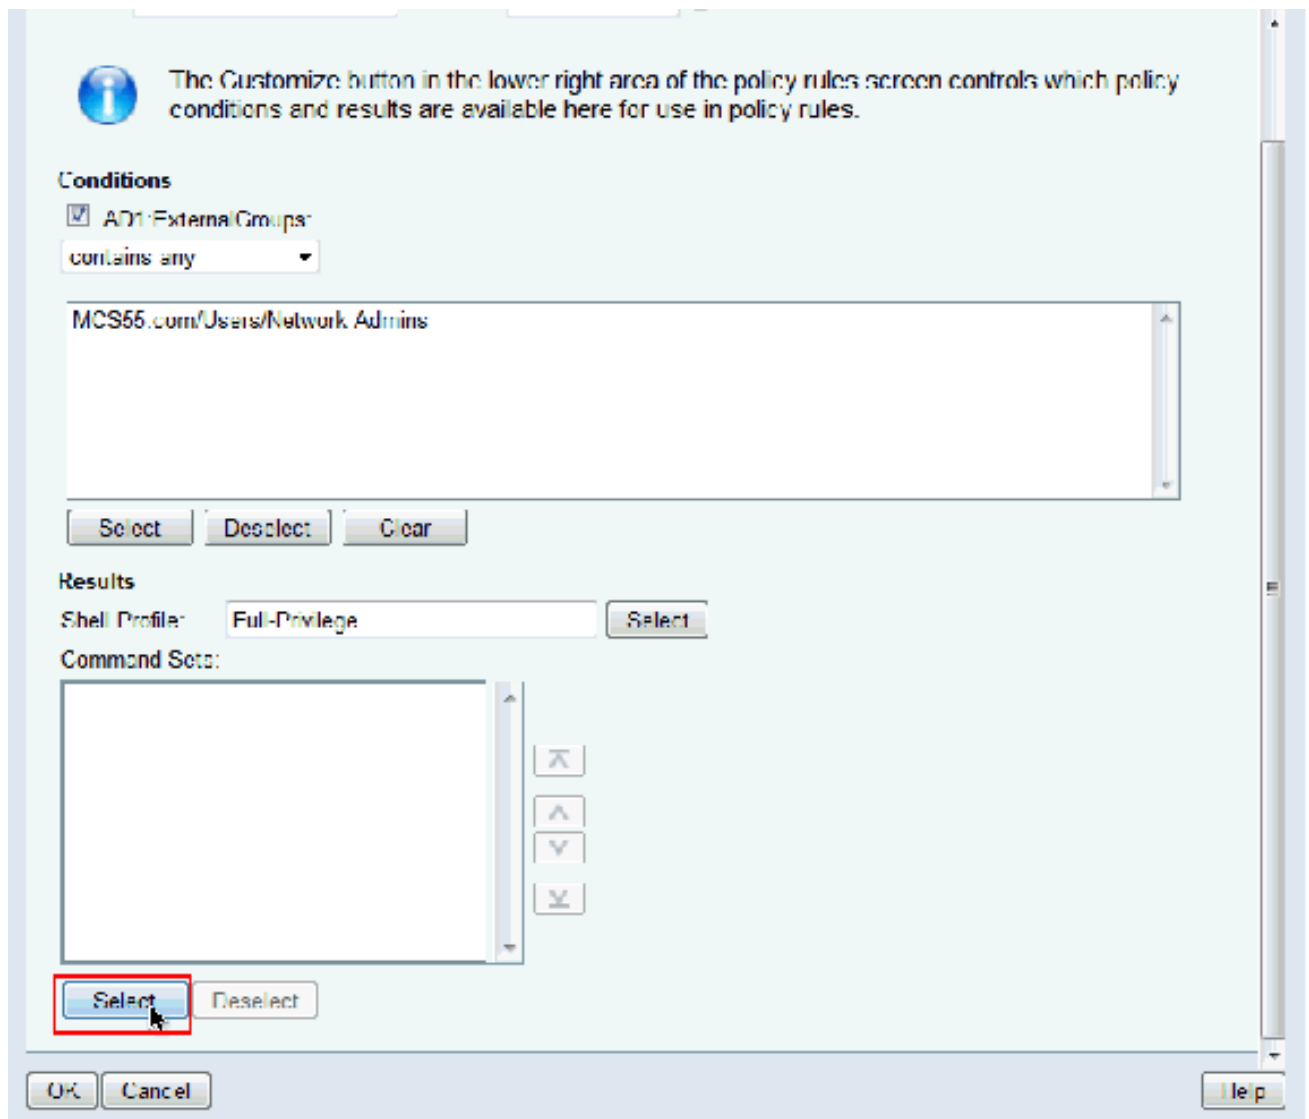 The Customize button in the lower right area of the policy rules screen controls which policy
conditions and results are available here for use in policy rules.
Conditions
AD1:ExternalGroups:
contains any
MCS55.com/Users/Network Admins
Select Deselect Clear
Results
Shell Profile: Full-Privilege Select
Command Sets:
Select Deselect
OK Cancel Help